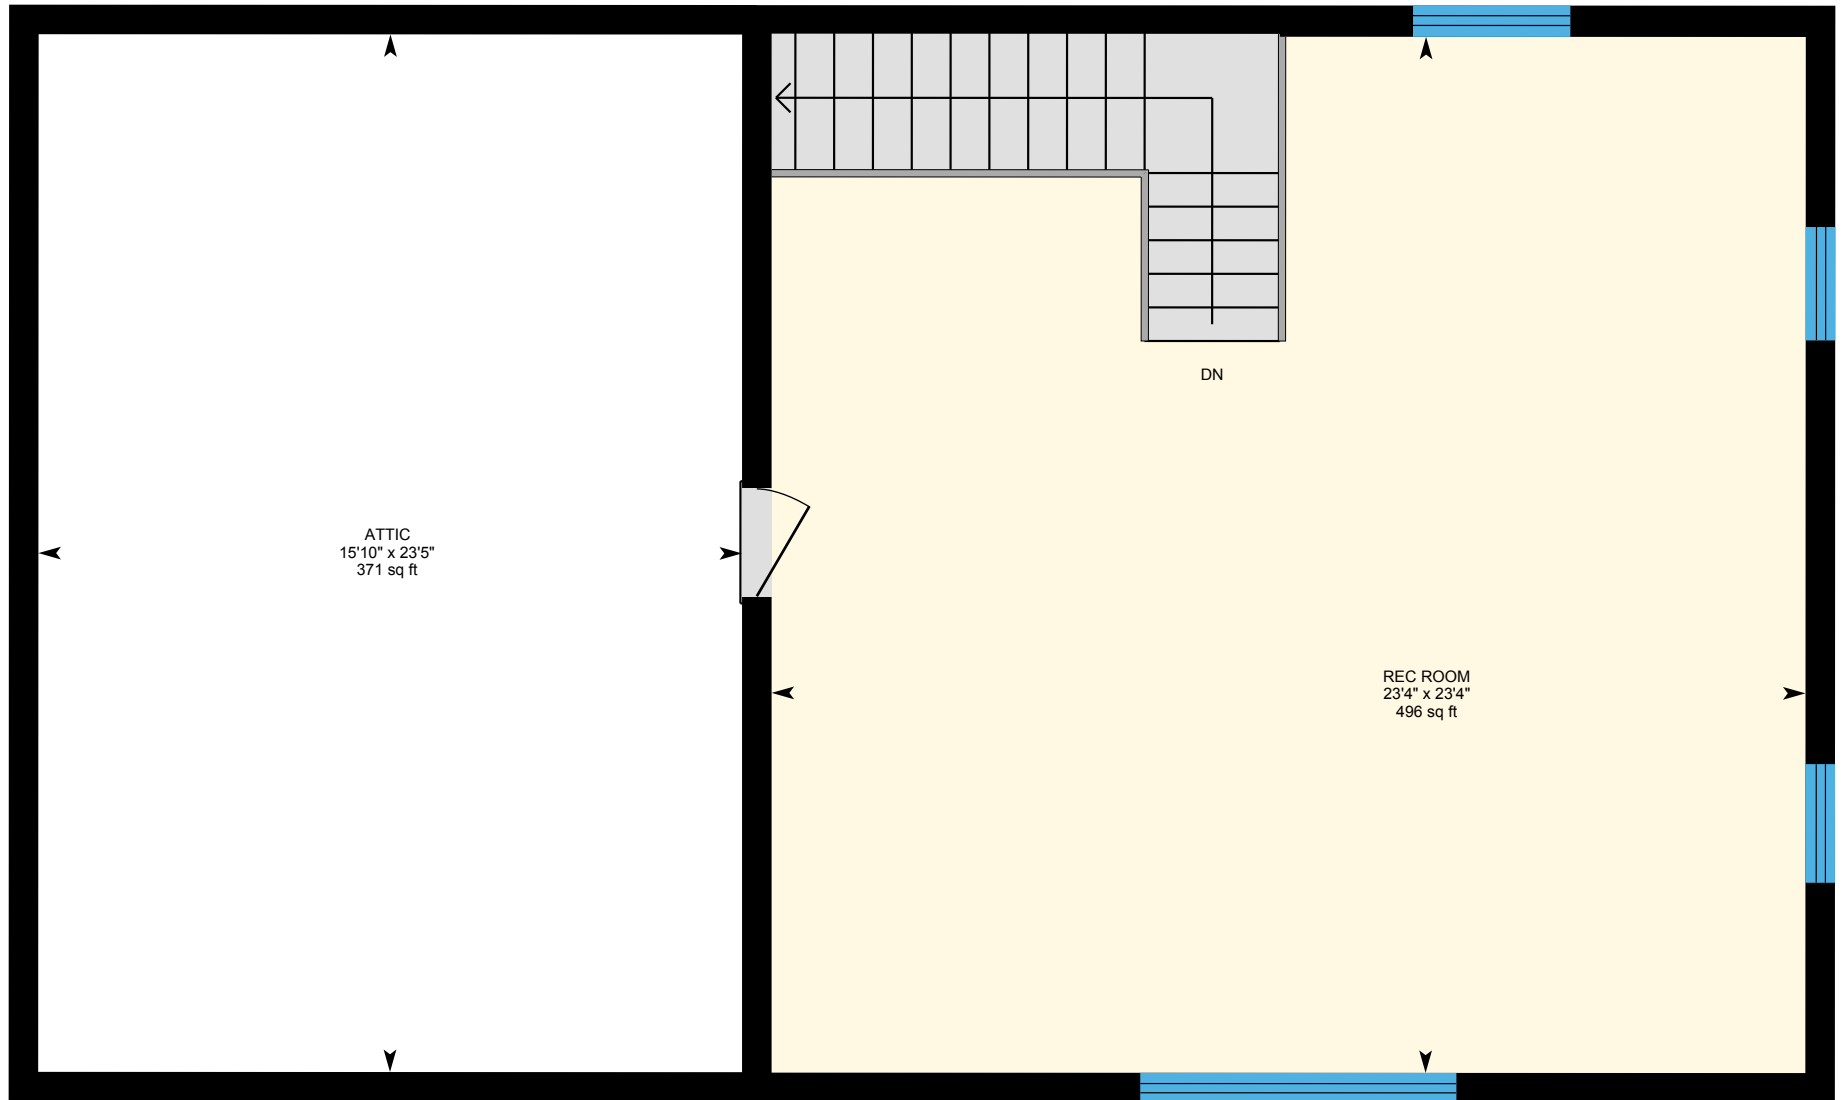 DN
ATTIC
15'10" x 23'5"
371 sq ft
REC ROOM
23'4" x 23'4"
496 sq ft